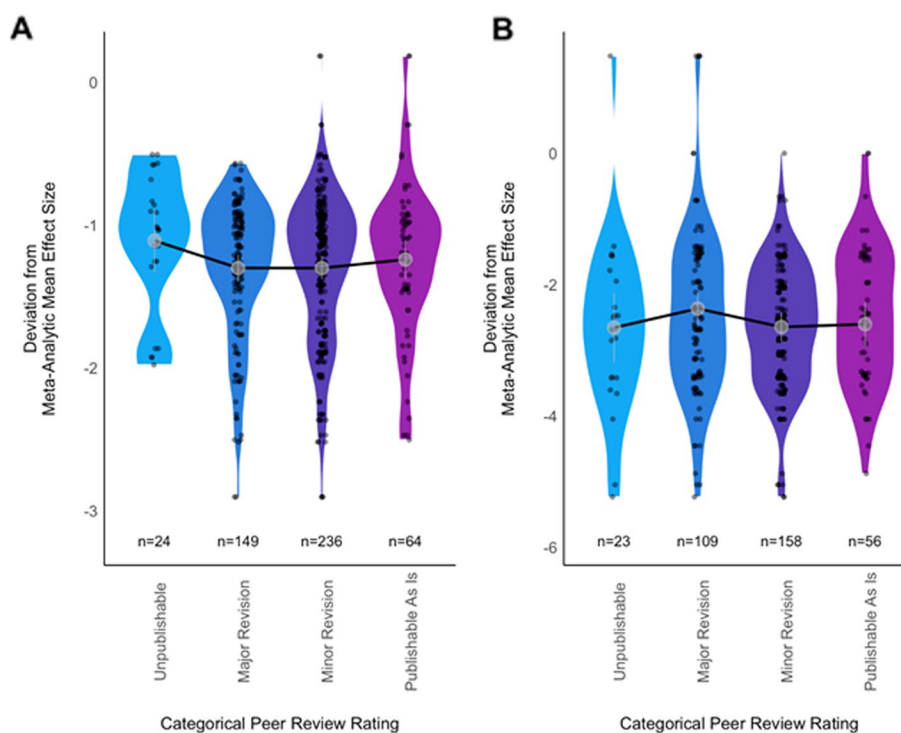 A
Deviation from
Meta-Analytic Mean Effect Size
0
-1
-2
-3
n=24 n=149 n=236 n=64
Unpublishable
Major Revision
Minor Revision
Publishable As Is
Categorical Peer Review Rating
B
Deviation from
Meta-Analytic Mean Effect Size
0
-2
-4
-6
n=23 n=109 n=158 n=56
Unpublishable
Major Revision
Minor Revision
Publishable As Is
Categorical Peer Review Rating